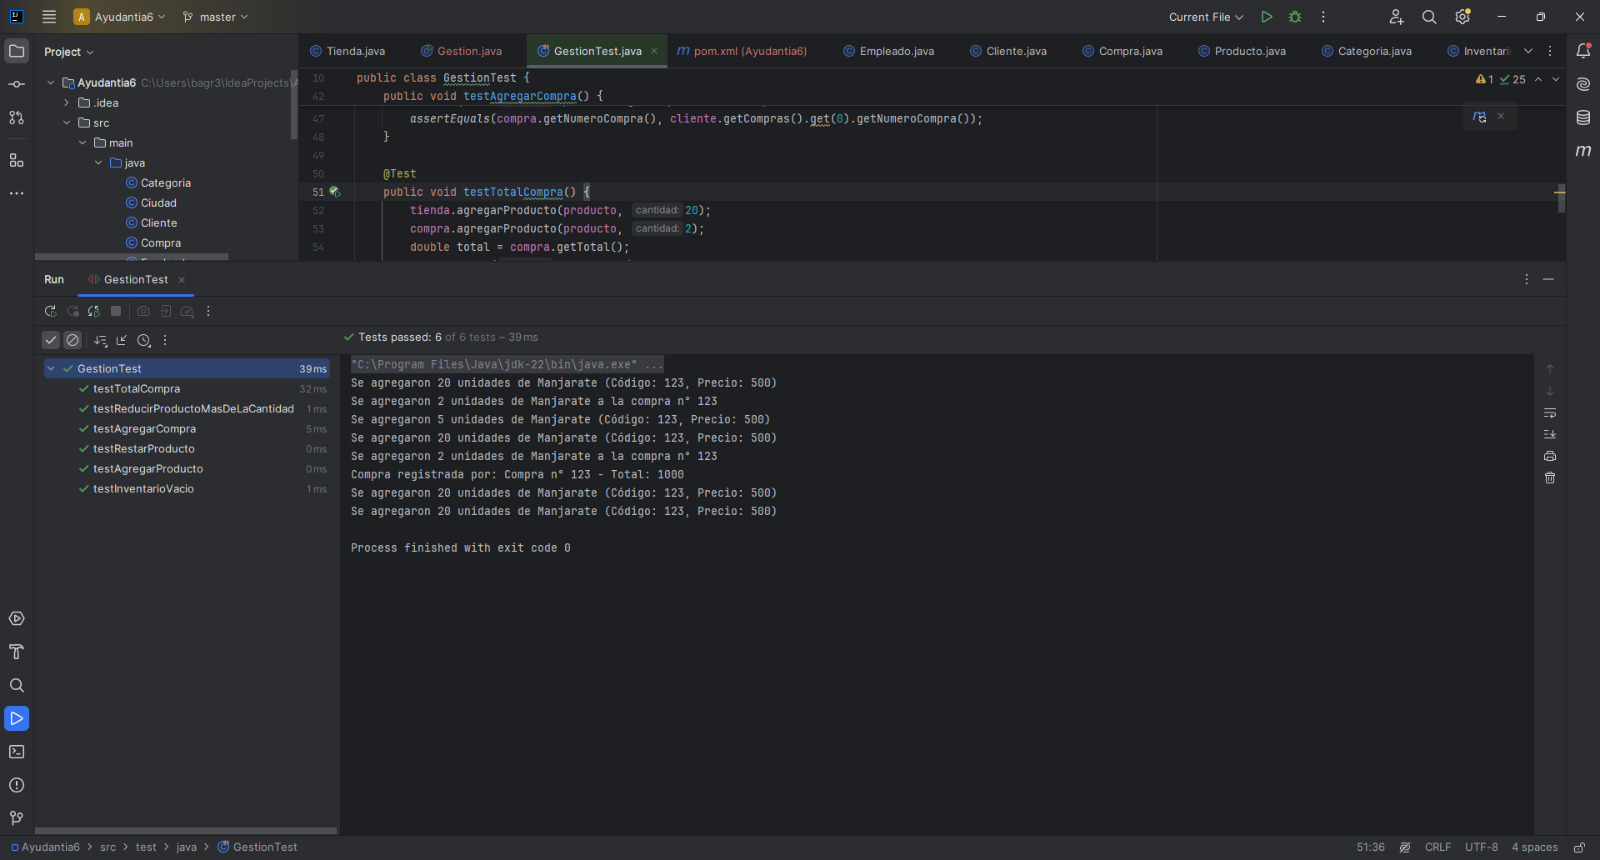 A Ayudantia6 master Current File
Project
Tienda.java Gestion.java GestionTest.java pom.xml (Ayudantia6) Empleado.java Cliente.java Compra.java Producto.java Categoria.java Inventari
Ayudantia6 C:\Users\bagr3\IdeaProjects\A
.idea
src
main
java
Categoria
Ciudad
Cliente
Compra
1 25
10 public class GestionTest {
42 public void testAgregarCompra() {
47 assertEquals(compra.getNumeroCompra(), cliente.getCompras().get(0).getNumeroCompra());
48 }
49
50 @Test
51 public void testTotalCompra() {
52 tienda.agregarProducto(producto, cantidad: 20);
53 compra.agregarProducto(producto, cantidad: 2);
54 double total = compra.getTotal();
Run GestionTest
Tests passed: 6 of 6 tests – 39 ms
GestionTest 39 ms
testTotalCompra 32 ms
testReducirProductoMasDeLaCantidad 1 ms
testAgregarCompra 5 ms
testRestarProducto 0 ms
testAgregarProducto 0 ms
testInventarioVacio 1 ms
"C:\Program Files\Java\jdk-22\bin\java.exe" ...
Se agregaron 20 unidades de Manjarate (Código: 123, Precio: 500)
Se agregaron 2 unidades de Manjarate a la compra n° 123
Se agregaron 5 unidades de Manjarate (Código: 123, Precio: 500)
Se agregaron 20 unidades de Manjarate (Código: 123, Precio: 500)
Se agregaron 2 unidades de Manjarate a la compra n° 123
Compra registrada por: Compra n° 123 - Total: 1000
Se agregaron 20 unidades de Manjarate (Código: 123, Precio: 500)
Se agregaron 20 unidades de Manjarate (Código: 123, Precio: 500)
Process finished with exit code 0
Ayudantia6 > src > test > java > GestionTest 51:36 CRLF UTF-8 4 spaces